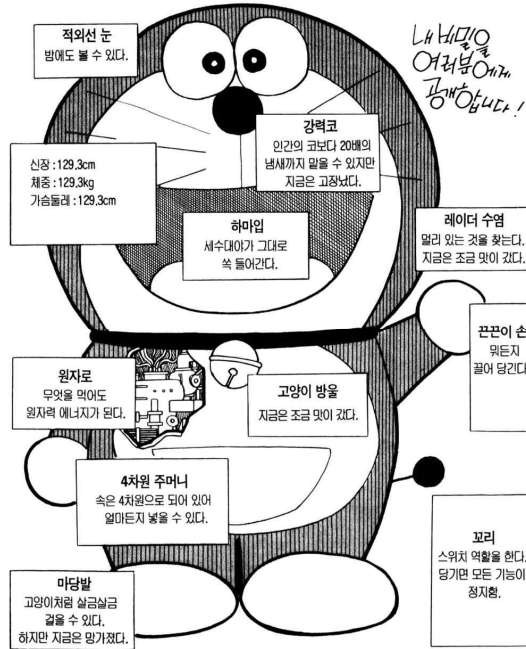 적외선 눈
밤에도 볼 수 있다.
내 비밀을
여러분에게
공개합니다!
강력코
인간의 코보다 20배의
냄새까지 맡을 수 있지만
지금은 고장났다.
신장 : 129,3cm
체중 : 129,3kg
가슴둘레 : 129,3cm
하마입
세수대야가 그대로
쏙 들어간다.
레이더 수염
멀리 있는 것을 찾는다.
지금은 조금 맛이 갔다.
끈끈이 손
뭐든지
끌어 당긴다
원자로
무엇을 먹어도
원자력 에너지가 된다.
고양이 방울
지금은 조금 맛이 갔다.
4차원 주머니
속은 4차원으로 되어 있어
얼마든지 넣을 수 있다.
꼬리
스위치 역활을 한다.
당기면 모든 기능이
정지함.
마당발
고양이처럼 살금살금
걸을 수 있다.
하지만 지금은 망가졌다.